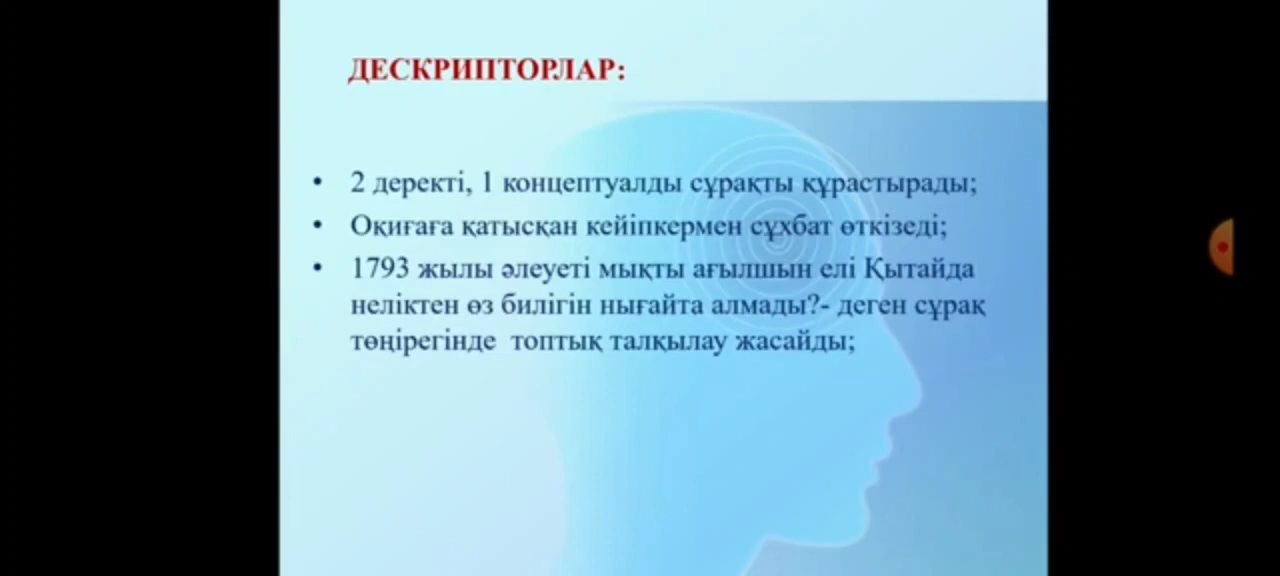 ДЕСКРИПТОРЛАР:
• 2 деректі, 1 концептуалды сұрақты құрастырады;
• Оқиғаға қатысқан кейіпкермен сұхбат өткізеді;
• 1793 жылы әлеуеті мықты ағылшын елі Қытайда
неліктен өз билігін нығайта алмады?- деген сұрақ
төңірегінде топтық талқылау жасайды;